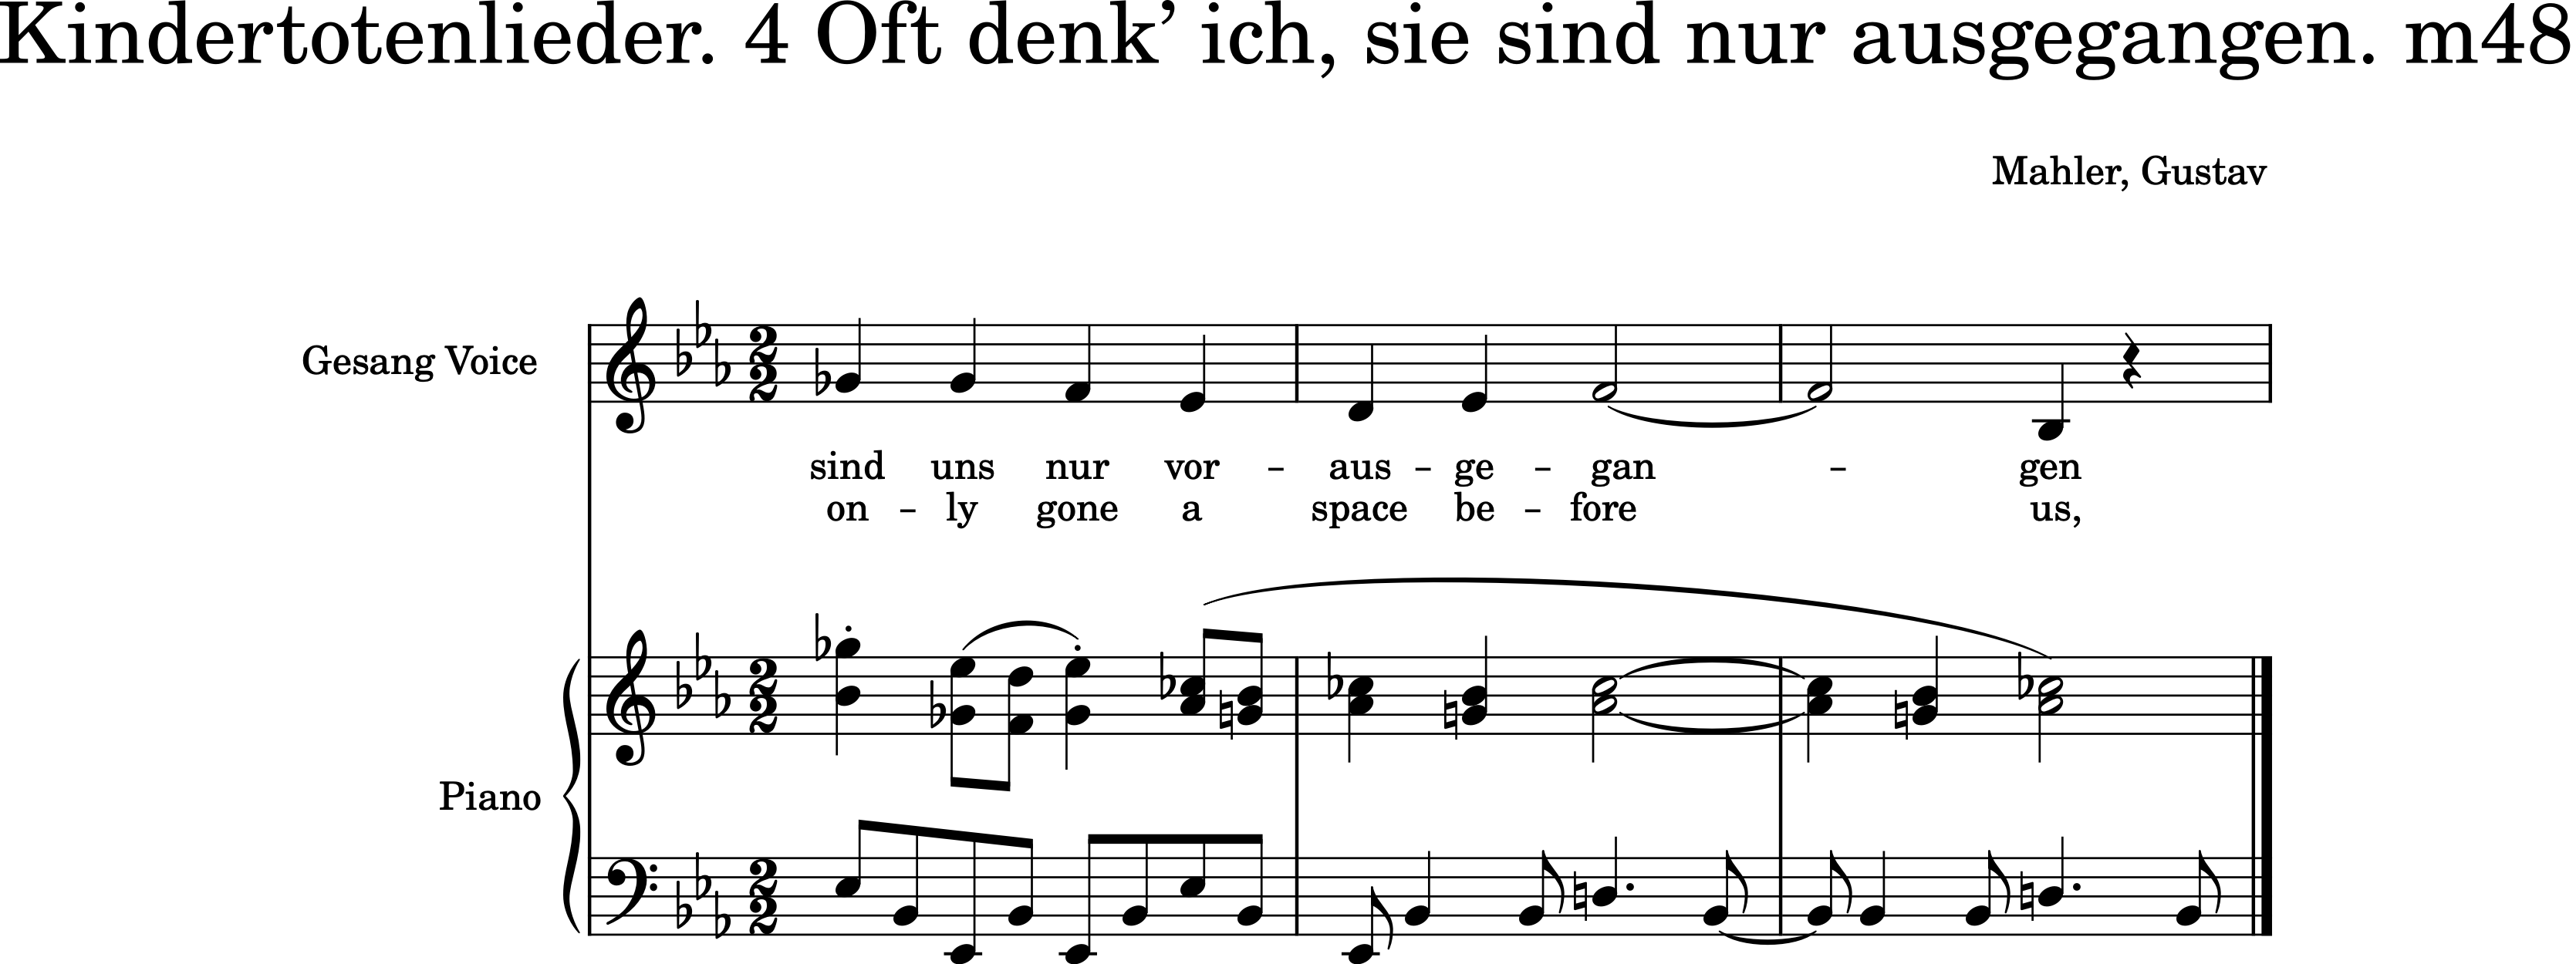 Kindertotenlieder. 4 Oft denk’ ich, sie sind nur ausgegangen. m48
Mahler, Gustav
Gesang Voice
sind uns nur vor – aus – ge – gan – gen
on – ly gone a space be – fore us,
Piano